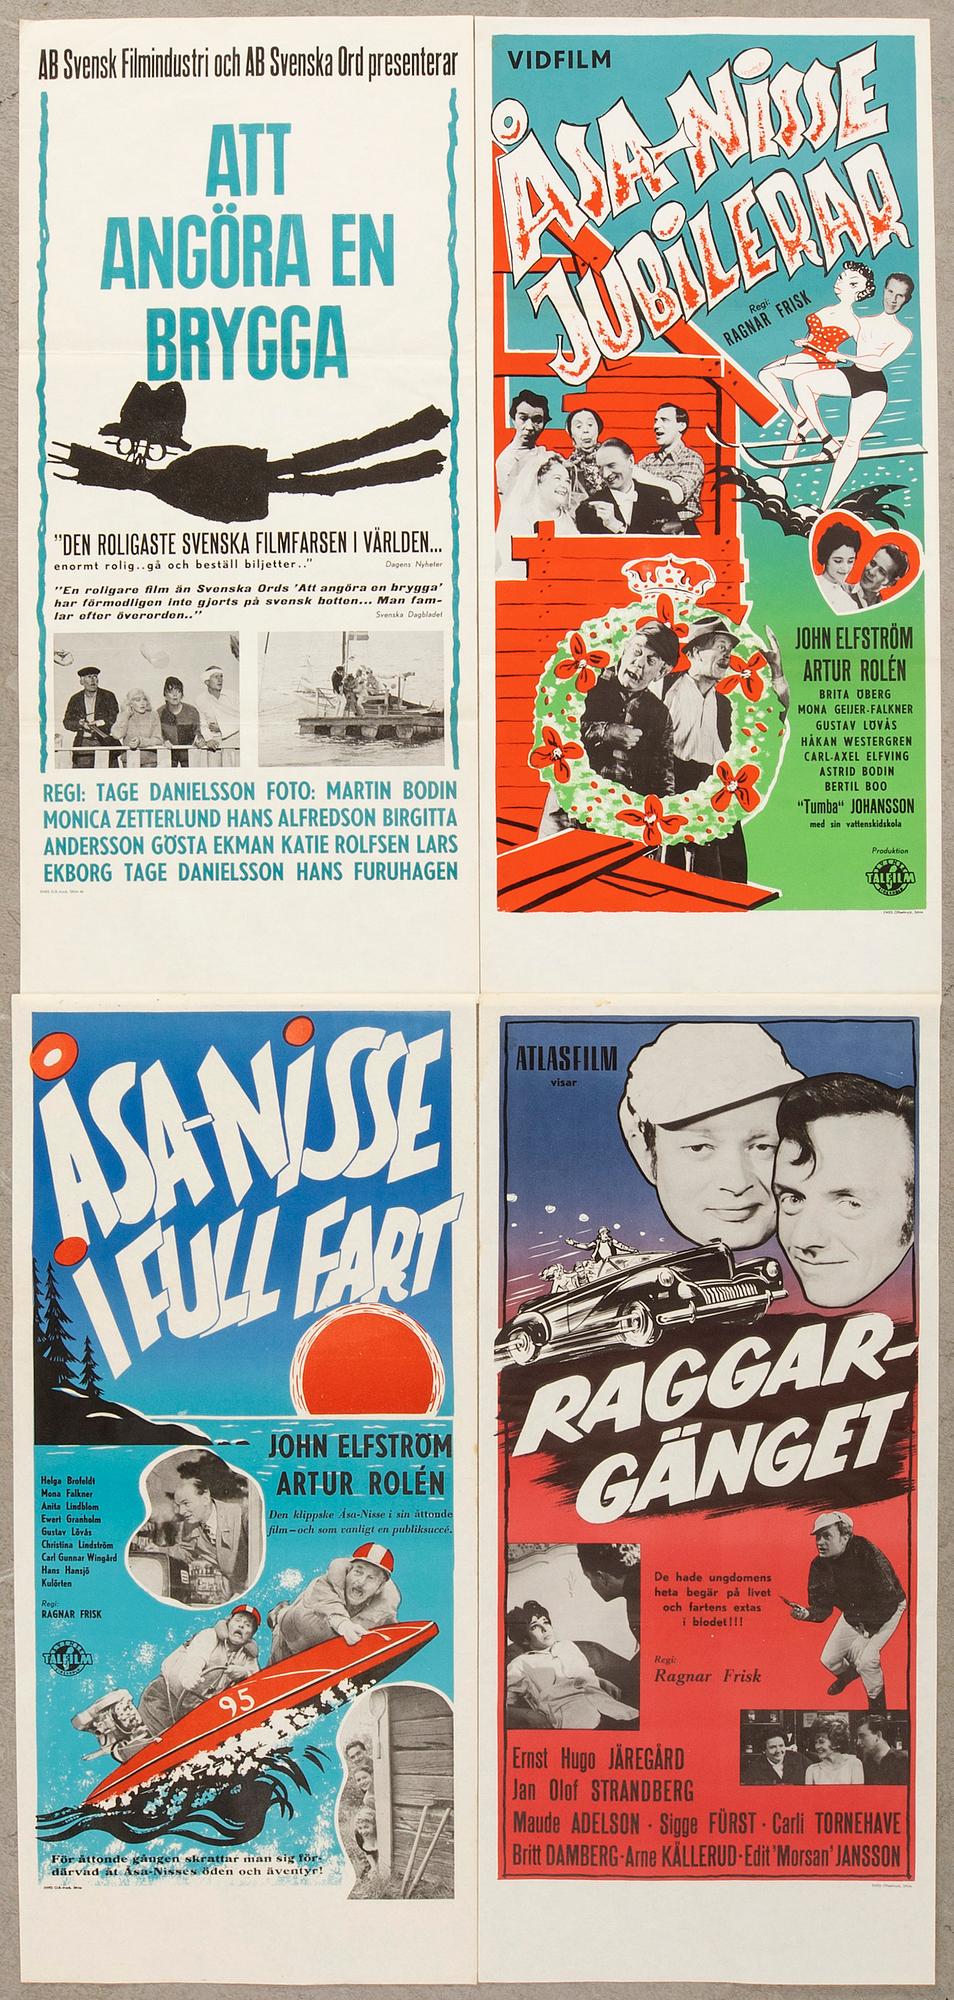 AB Svensk Filmindustri och AB Svenska Ord presenterar
ATT
ANGÖRA EN
BRYGGA
"DEN ROLIGASTE SVENSKA FILMFARSEN I VÄRLDEN...
enormt rolig..gå och beställ biljetter.."
Dagens Nyheter
"En roligare film än Svenska Ords 'Att angöra en brygga'
har förmodligen inte gjorts på svensk botten... Man fam-
lar efter överorden.."
Svenska Dagbladet
REGI: TAGE DANIELSSON FOTO: MARTIN BODIN
MONICA ZETTERLUND HANS ALFREDSON BIRGITTA
ANDERSSON GÖSTA EKMAN KATIE ROLFSEN LARS
EKBORG TAGE DANIELSSON HANS FURUHAGEN
VIDFILM
ÅSA-NISSE
JUBILERAR
Regi:
RAGNAR FRISK
JOHN ELFSTRÖM
ARTUR ROLÉN
BRITA ÖBERG
MONA GEIJER-FALKNER
GUSTAV LÖVÅS
HÅKAN WESTERGREN
CARL-AXEL ELFVING
ASTRID BODIN
BERTIL BOO
"Tumba" JOHANSSON
med sin vattenskidskola
Produktion
SVENSK
TALFILM
ÅSA-NISSE
I FULL FART
JOHN ELFSTRÖM
ARTUR ROLÉN
Den klippske Åsa-Nisse i sin åttonde
film – och som vanligt en publiksuccé.
Helga Brofeldt
Mona Falkner
Anita Lindblom
Ewert Granholm
Gustav Lövås
Christina Lindström
Carl Gunnar Wingård
Hans Hansjö
Kulörten
Regi:
RAGNAR FRISK
SVENSK
TALFILM
95
För åttonde gången skrattar man sig för-
därvad åt Åsa-Nisses öden och äventyr!
ATLASFILM
visar
RAGGAR-
GÄNGET
De hade ungdomens
heta begär på livet
och fartens extas
i blodet!!!
Regi:
Ragnar Frisk
Ernst Hugo JÄREGÅRD
Jan Olof STRANDBERG
Maude ADELSON · Sigge FÜRST · Carli TORNEHAVE
Britt DAMBERG · Arne KÄLLERUD · Edit 'Morsan' JANSSON